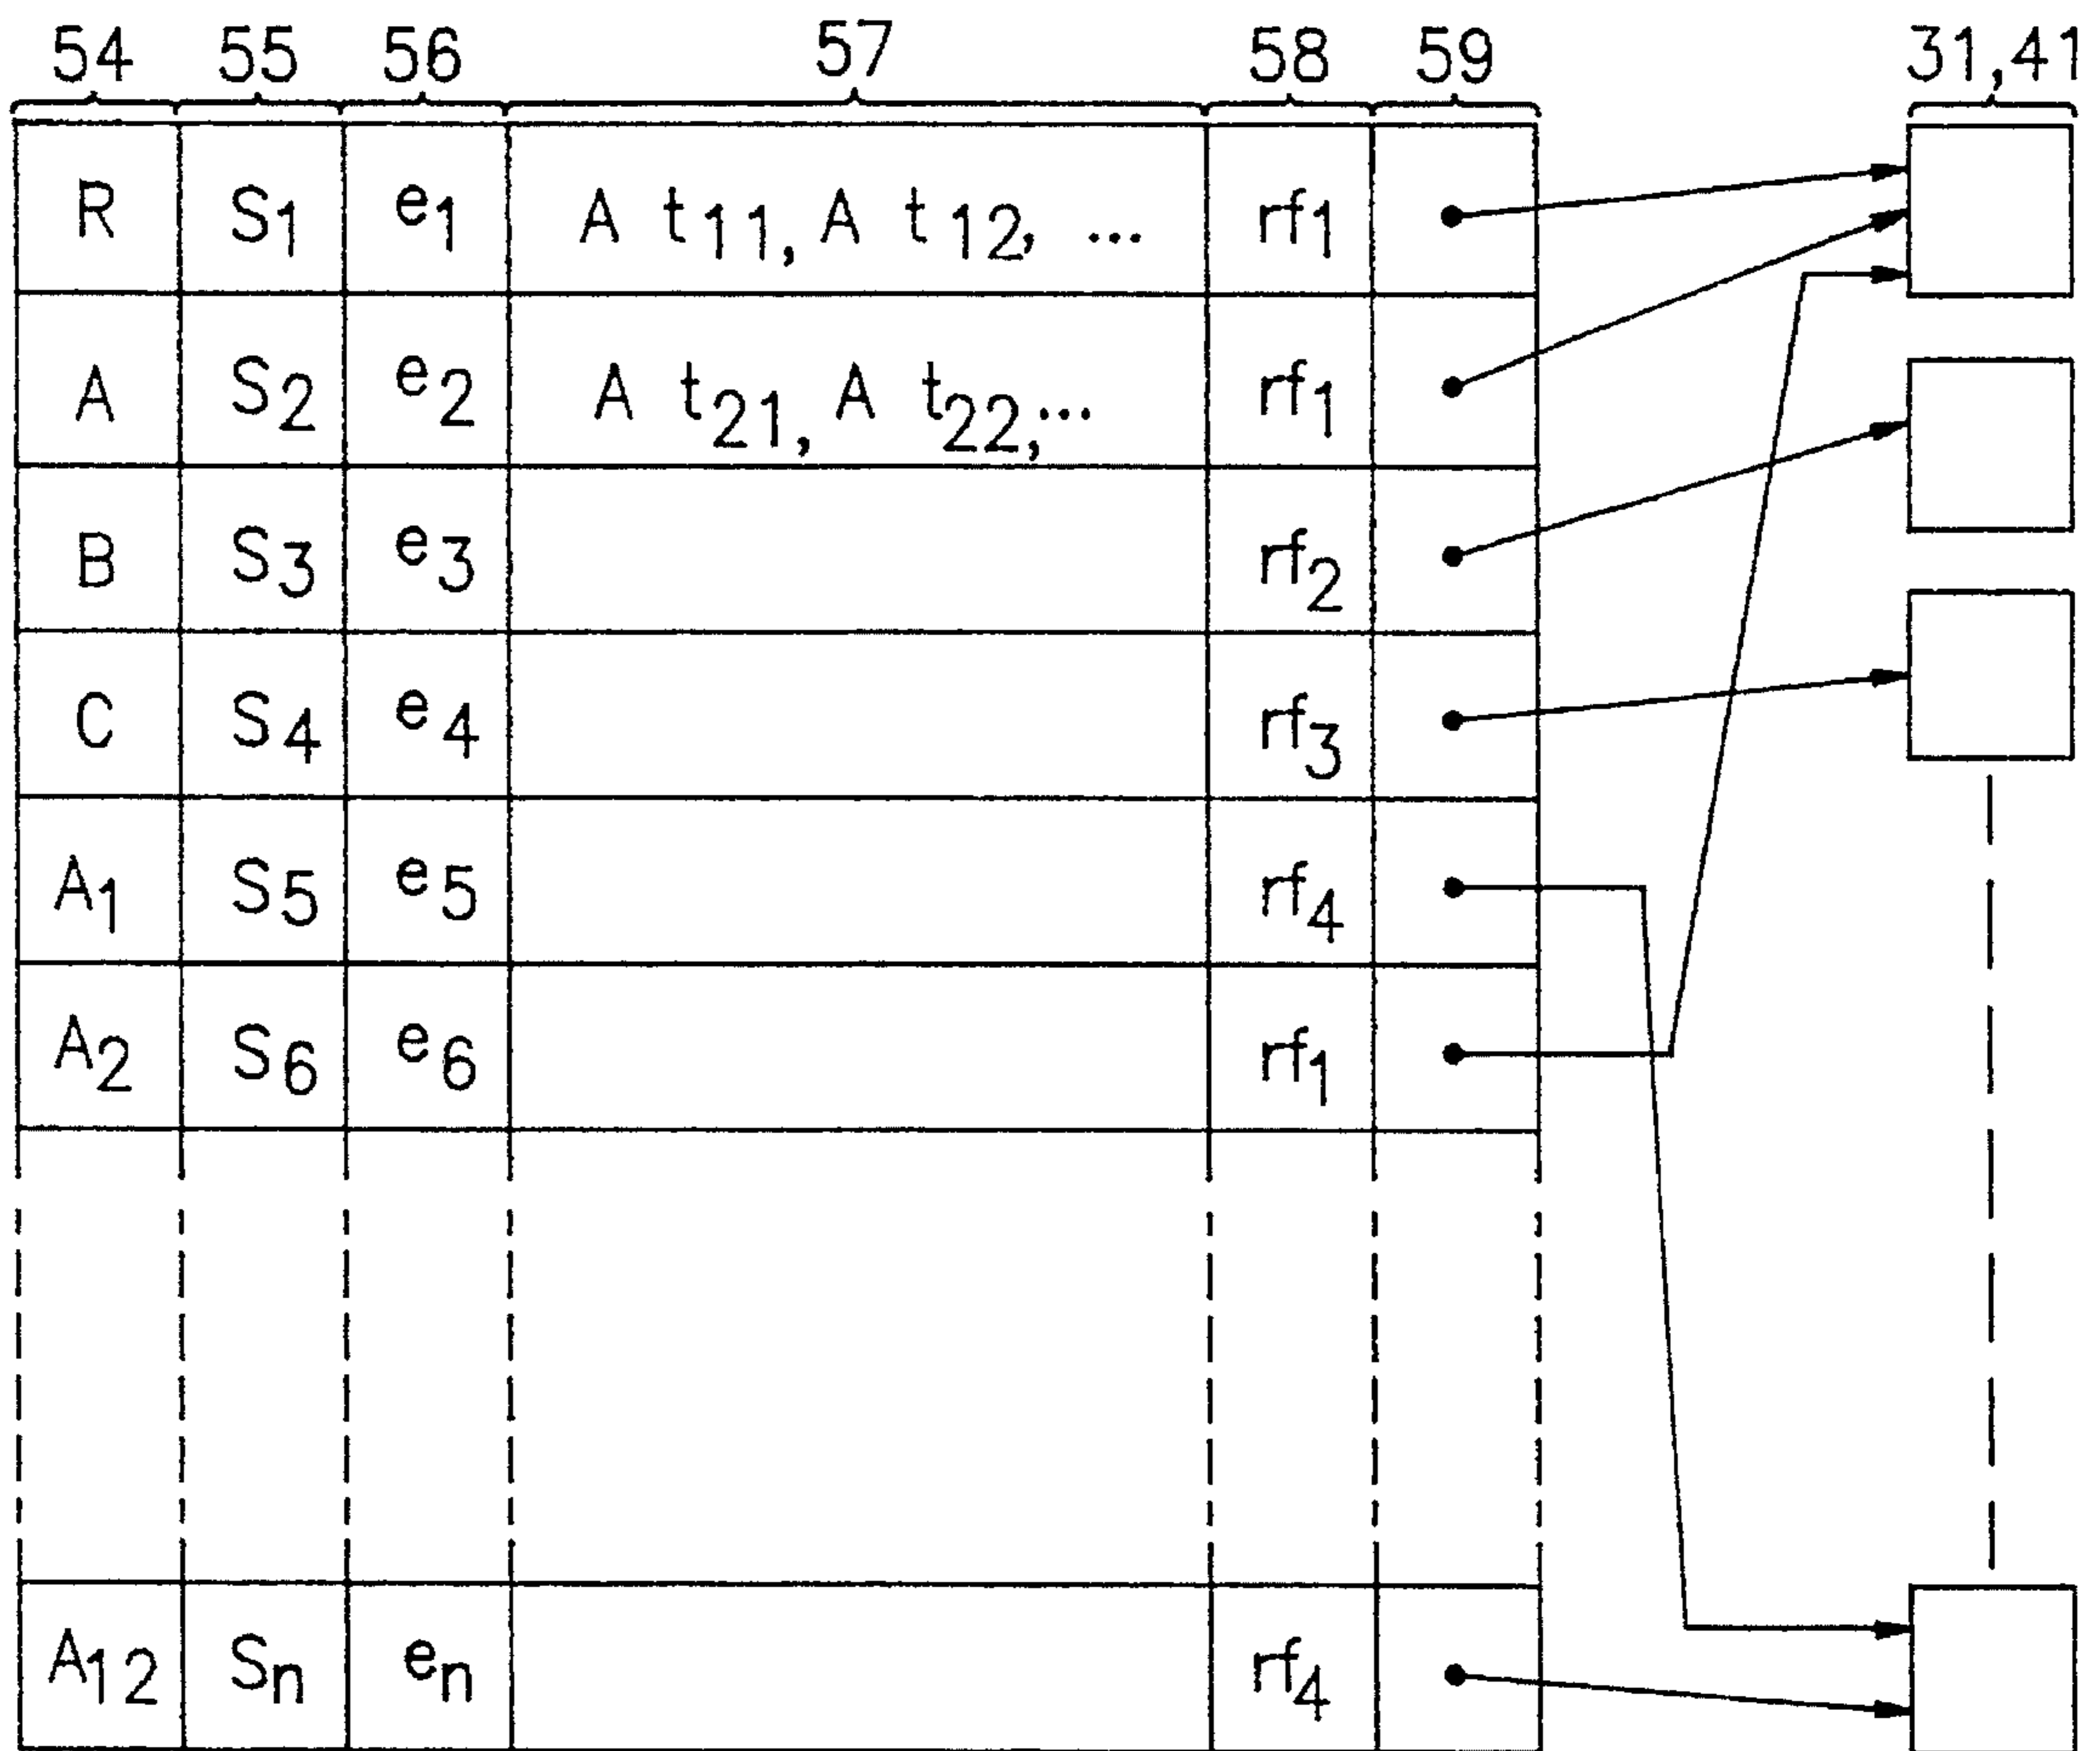 54 55 56 57 58 59 31,41
R S1 e1 A t11, A t12, ... rf1
A S2 e2 A t21, A t22,... rf1
B S3 e3 rf2
C S4 e4 rf3
A1 S5 e5 rf4
A2 S6 e6 rf1
A12 Sn en rf4